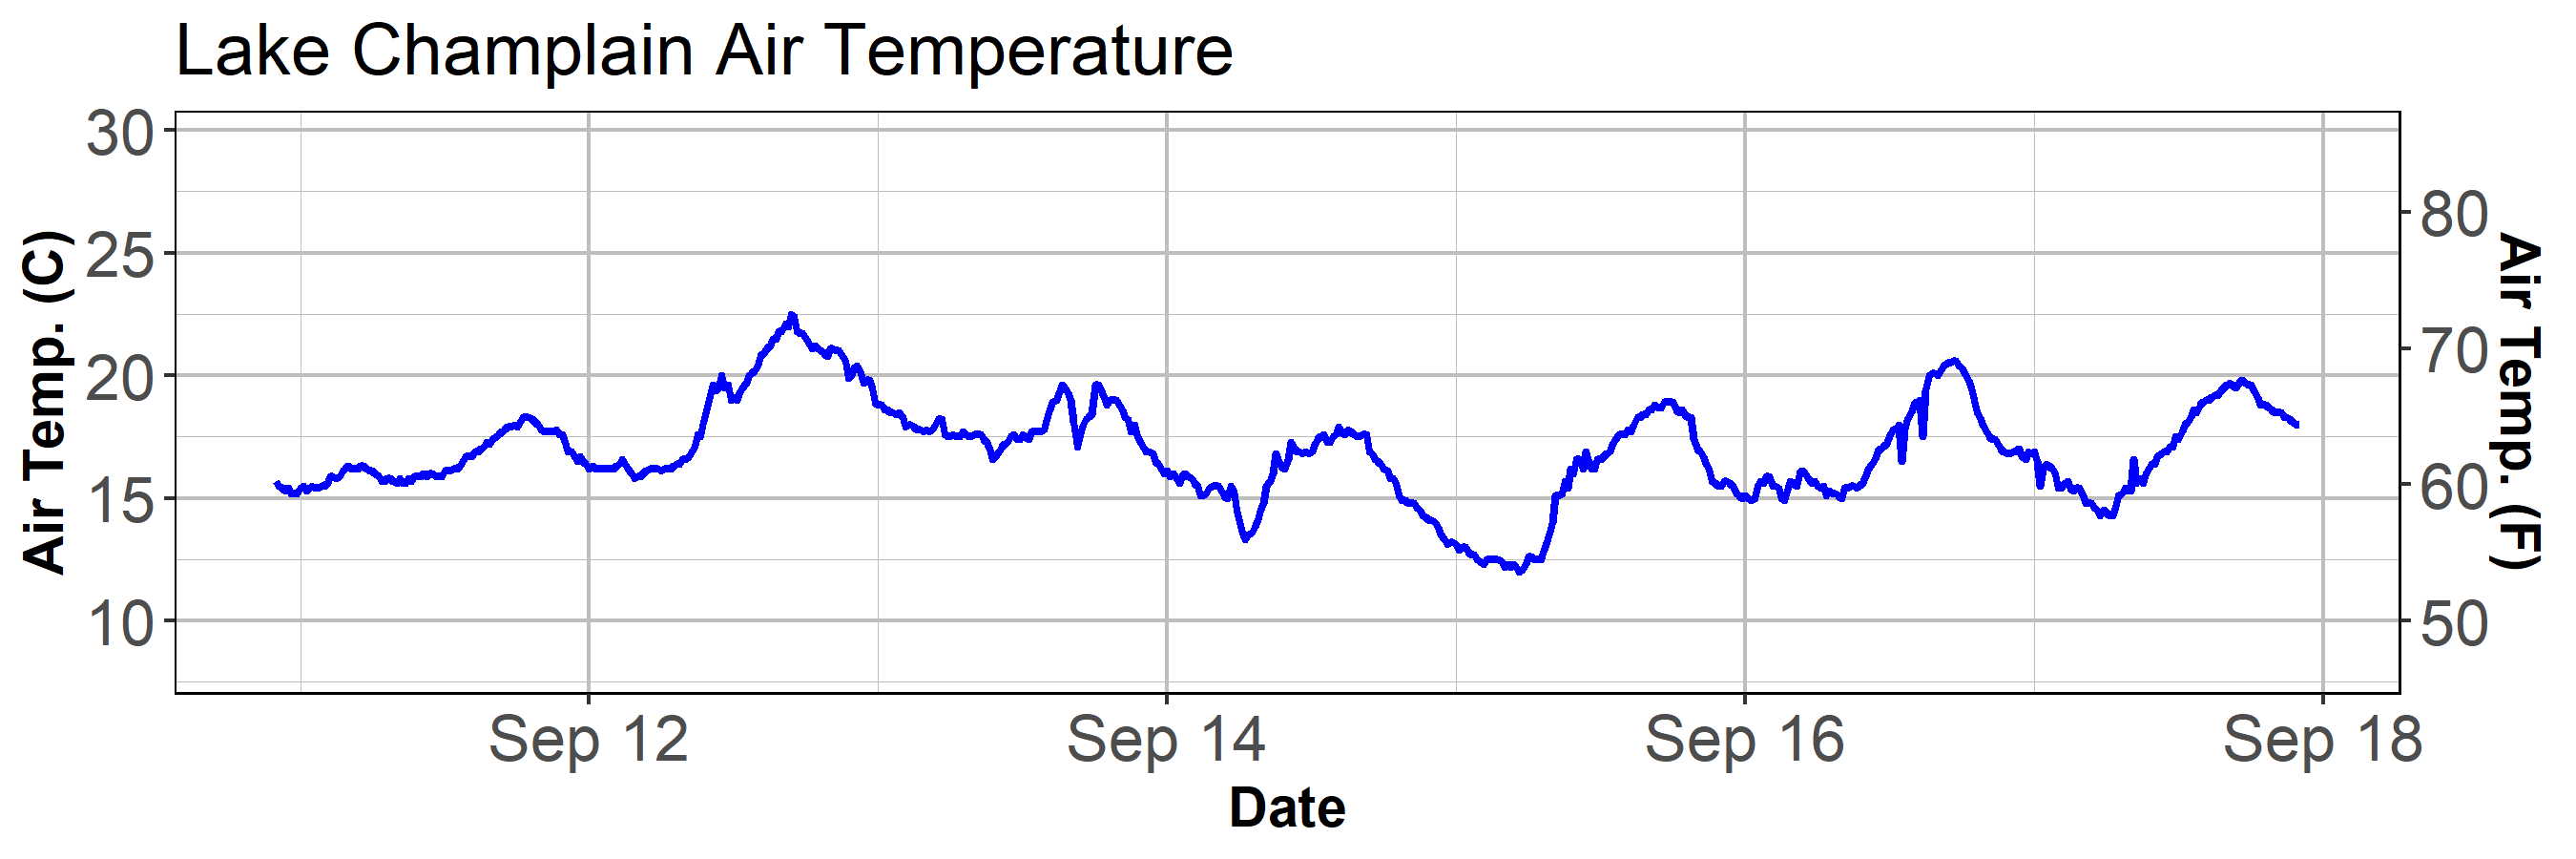 Lake Champlain Air Temperature
30
25
20
15
10
Air Temp. (C)
80
70
60
50
Air Temp. (F)
Sep 12
Sep 14
Sep 16
Sep 18
Date